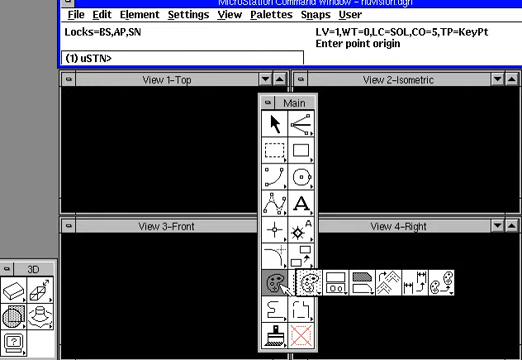 MicroStation Command Window - nuvision.dgn
File Edit Element Settings View Palettes Snaps User
Locks=BS,AP,SN LV=1,WT=0,LC=SOL,CO=5,TP=KeyPt
Enter point origin
(1) uSTN>
View 1-Top
View 2-Isometric
Main
A
A
View 3-Front
View 4-Right
3D
?